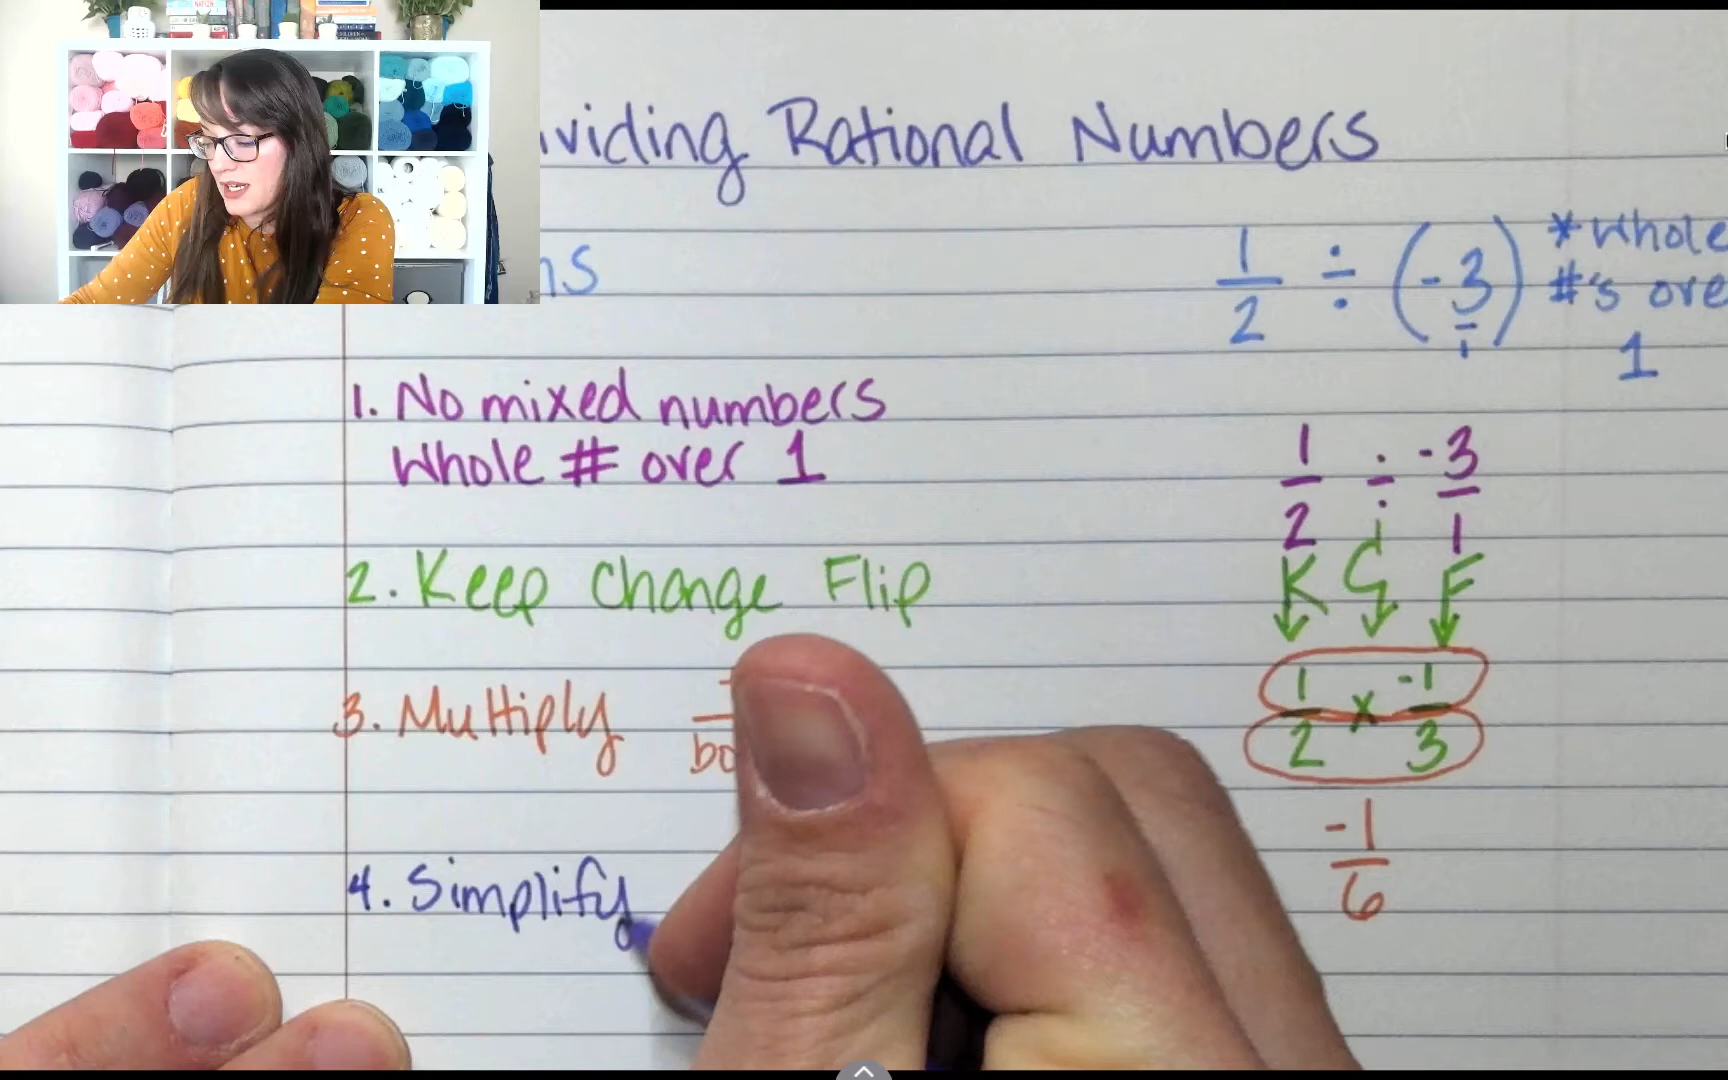 ividing Rational Numbers
ns
1/2 ÷ (-3/1)
*Whole
#'s over
1
1. No mixed numbers
Whole # over 1
1/2 ÷ -3/1
2. Keep Change Flip
K C F
3. Multiply
1/2 x -1/3
-1/6
4. Simplify